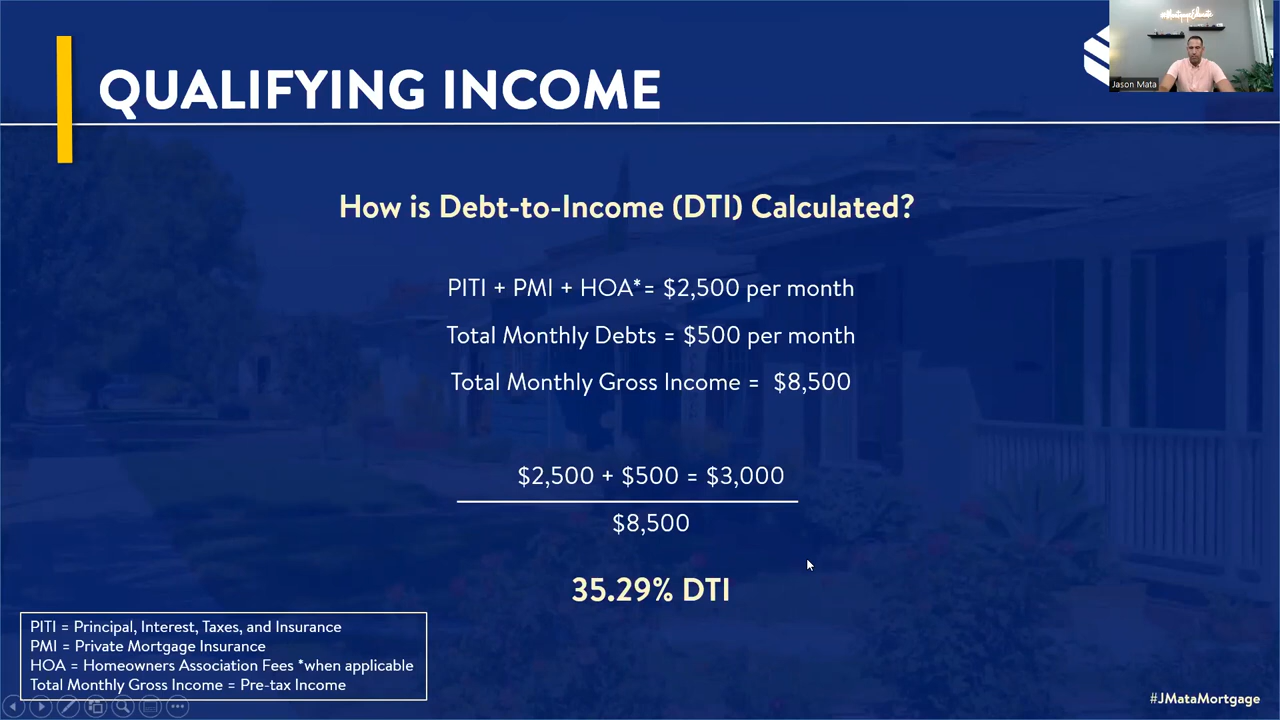 QUALIFYING INCOME
Jason Mata
How is Debt-to-Income (DTI) Calculated?
PITI + PMI + HOA*= $2,500 per month
Total Monthly Debts = $500 per month
Total Monthly Gross Income = $8,500
$2,500 + $500 = $3,000
$8,500
35.29% DTI
PITI = Principal, Interest, Taxes, and Insurance
PMI = Private Mortgage Insurance
HOA = Homeowners Association Fees *when applicable
Total Monthly Gross Income = Pre-tax Income
#JMataMortgage